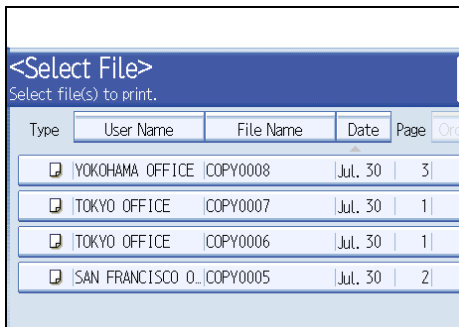 <Select File>
Select file(s) to print.
Type User Name File Name Date Page Ord
YOKOHAMA OFFICE COPY0008 Jul. 30 3
TOKYO OFFICE COPY0007 Jul. 30 1
TOKYO OFFICE COPY0006 Jul. 30 1
SAN FRANCISCO O... COPY0005 Jul. 30 2